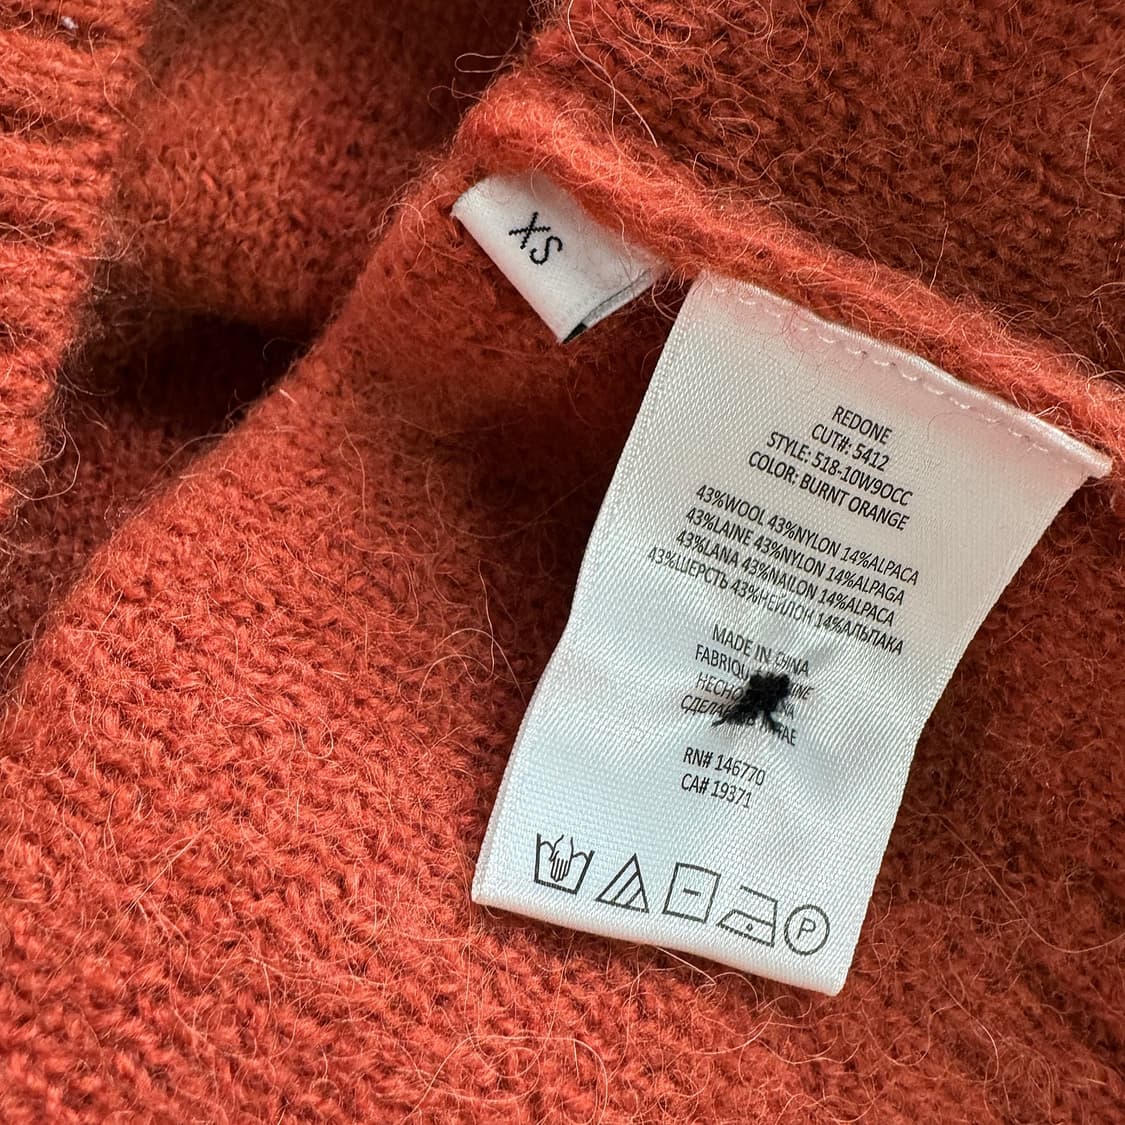 XS
REDONE
CUT#: 5412
STYLE: 518-10W9OCC
COLOR: BURNT ORANGE
43%WOOL 43%NYLON 14%ALPACA
43%LAINE 43%NYLON 14%ALPAGA
43%LANA 43%NAILON 14%ALPACA
43%ШЕРСТЬ 43%НЕЙЛОН 14%АЛЬПАКА
MADE IN CHINA
RN# 146770
CA# 19371
P